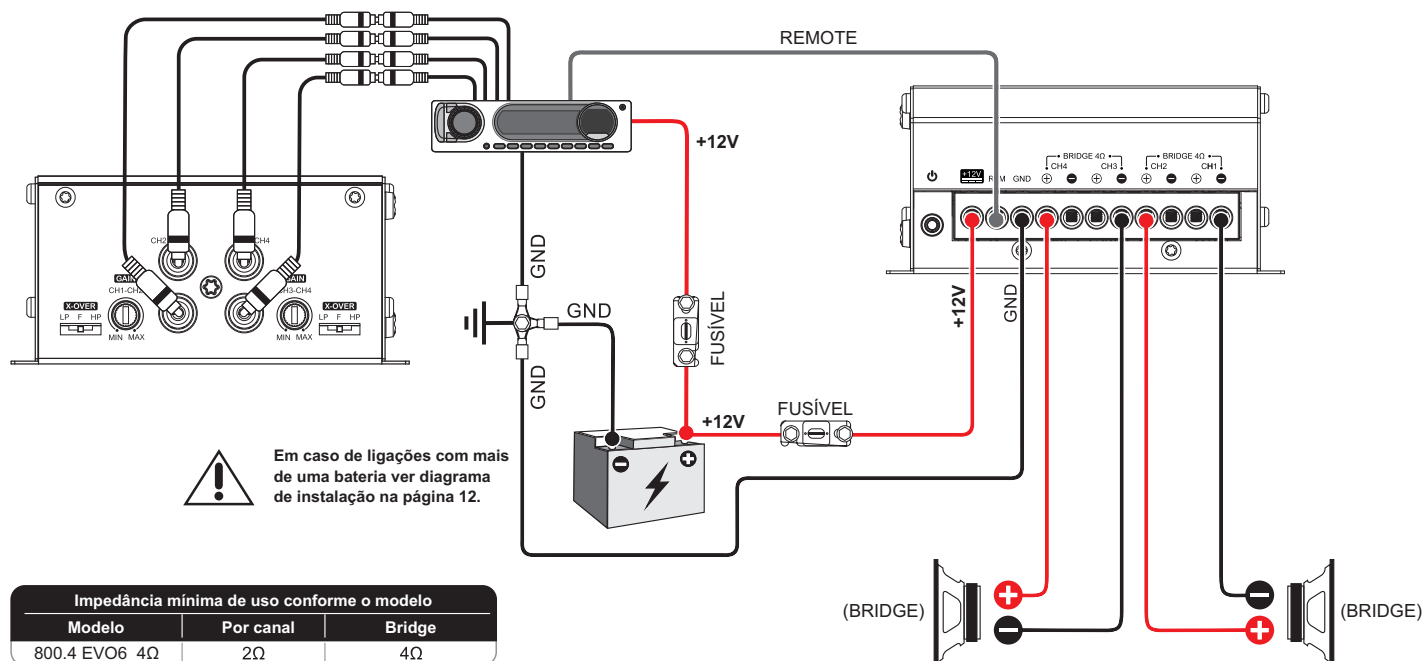 REMOTE
+12V
BRIDGE 4Ω
BRIDGE 4Ω
CH4
CH3
CH2
CH1
+12V
GND
CH2
CH4
GAIN
CH1-CH2
CH3-CH4
X-OVER
X-OVER
LP F HP
LP F HP
MIN MAX
MIN MAX
GND
GND
GND
FUSÍVEL
+12V
FUSÍVEL
+12V
GND
Em caso de ligações com mais
de uma bateria ver diagrama
de instalação na página 12.
(BRIDGE)
(BRIDGE)
Impedância mínima de uso conforme o modelo
Modelo Por canal Bridge
800.4 EVO6 4Ω 2Ω 4Ω